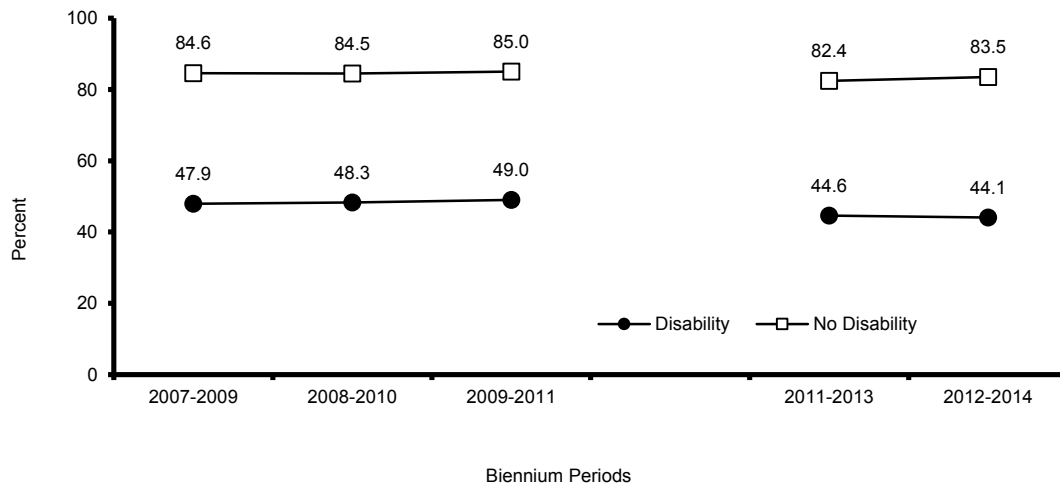 100
84.6 84.5 85.0 82.4 83.5
80
60
47.9 48.3 49.0 44.6 44.1
40
20
0
Percent
Disability No Disability
2007-2009 2008-2010 2009-2011 2011-2013 2012-2014
Biennium Periods